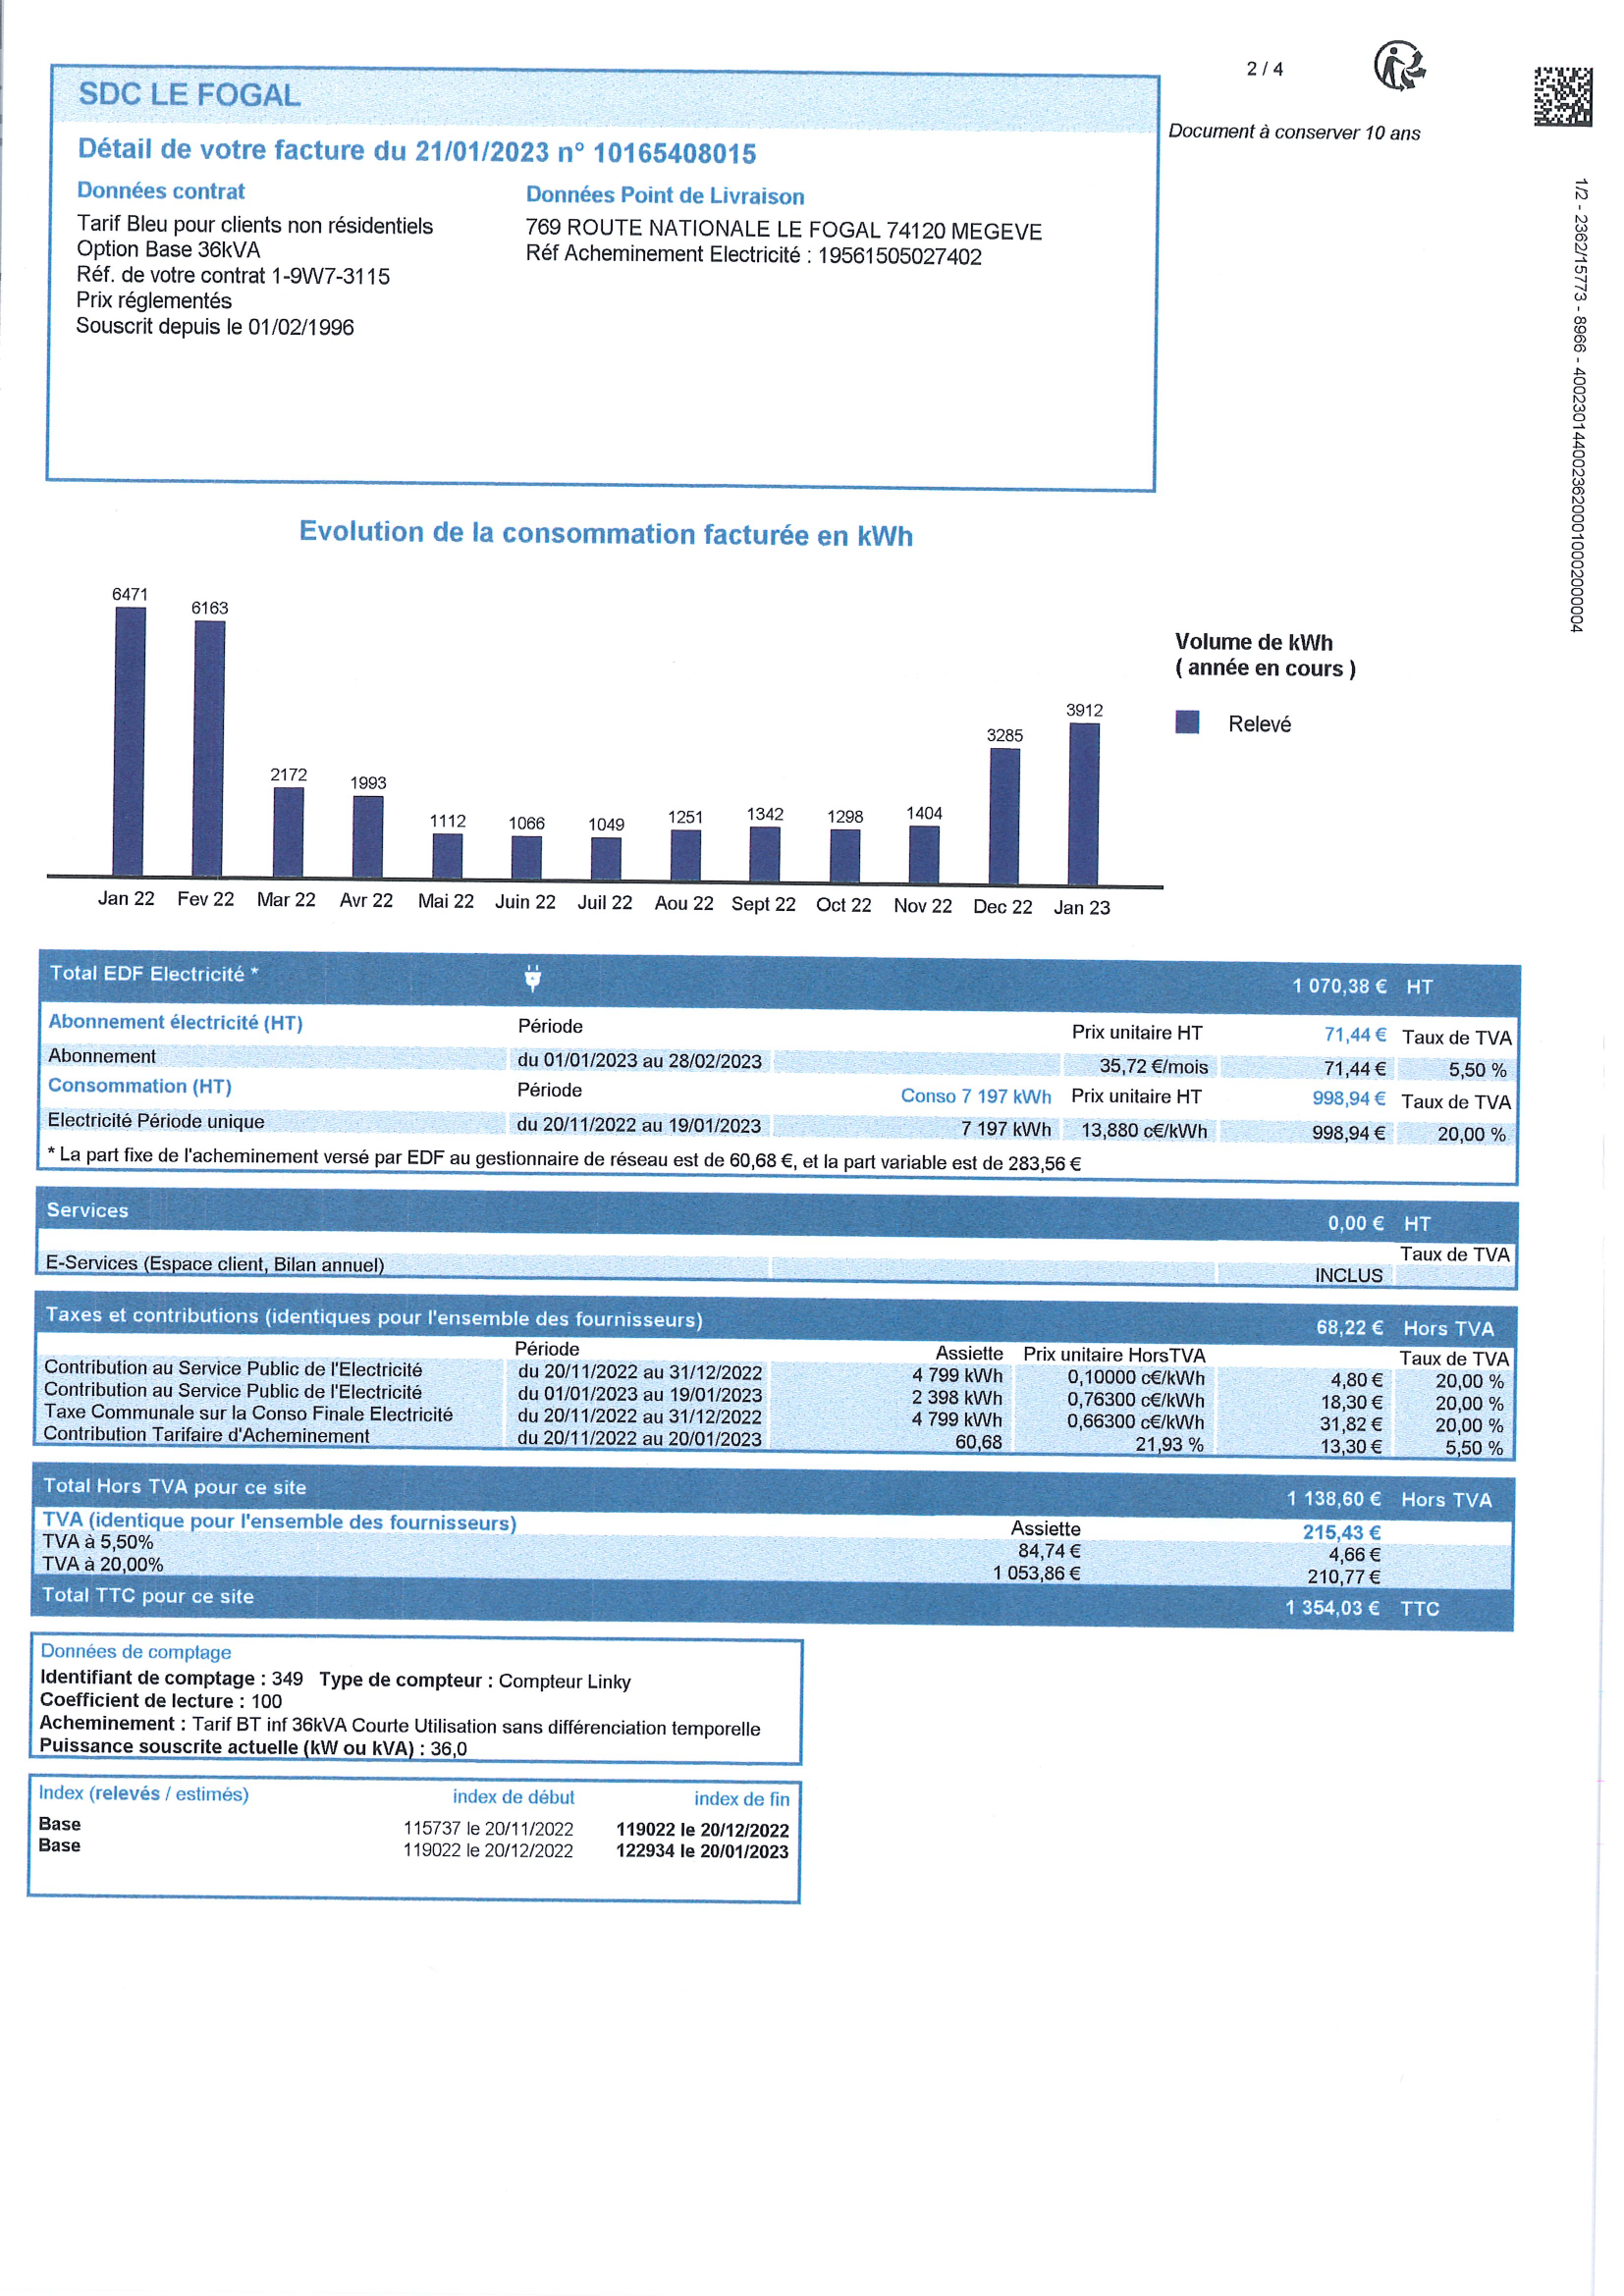 2 / 4
SDC LE FOGAL
Document à conserver 10 ans
Détail de votre facture du 21/01/2023 n° 10165408015
Données contrat
Tarif Bleu pour clients non résidentiels
Option Base 36kVA
Réf. de votre contrat 1-9W7-3115
Prix réglementés
Souscrit depuis le 01/02/1996
Données Point de Livraison
769 ROUTE NATIONALE LE FOGAL 74120 MEGEVE
Réf Acheminement Electricité : 19561505027402
1/2 - 2362/15773 - 8966 - 40023014400236200010002000004
Evolution de la consommation facturée en kWh
6471 6163 2172 1993 1112 1066 1049 1251 1342 1298 1404 3285 3912
Jan 22 Fev 22 Mar 22 Avr 22 Mai 22 Juin 22 Juil 22 Aou 22 Sept 22 Oct 22 Nov 22 Dec 22 Jan 23
Volume de kWh
( année en cours )
Relevé
Total EDF Electricité * 1 070,38 € HT
Abonnement électricité (HT) Période Prix unitaire HT 71,44 € Taux de TVA
Abonnement du 01/01/2023 au 28/02/2023 35,72 €/mois 71,44 € 5,50 %
Consommation (HT) Période Conso 7 197 kWh Prix unitaire HT 998,94 € Taux de TVA
Electricité Période unique du 20/11/2022 au 19/01/2023 7 197 kWh 13,880 c€/kWh 998,94 € 20,00 %
* La part fixe de l'acheminement versé par EDF au gestionnaire de réseau est de 60,68 €, et la part variable est de 283,56 €
Services 0,00 € HT
Taux de TVA
E-Services (Espace client, Bilan annuel) INCLUS
Taxes et contributions (identiques pour l'ensemble des fournisseurs) 68,22 € Hors TVA
Période Assiette Prix unitaire HorsTVA Taux de TVA
Contribution au Service Public de l'Electricité du 20/11/2022 au 31/12/2022 4 799 kWh 0,10000 c€/kWh 4,80 € 20,00 %
Contribution au Service Public de l'Electricité du 01/01/2023 au 19/01/2023 2 398 kWh 0,76300 c€/kWh 18,30 € 20,00 %
Taxe Communale sur la Conso Finale Electricité du 20/11/2022 au 31/12/2022 4 799 kWh 0,66300 c€/kWh 31,82 € 20,00 %
Contribution Tarifaire d'Acheminement du 20/11/2022 au 20/01/2023 60,68 21,93 % 13,30 € 5,50 %
Total Hors TVA pour ce site 1 138,60 € Hors TVA
TVA (identique pour l'ensemble des fournisseurs) Assiette 215,43 €
TVA à 5,50% 84,74 € 4,66 €
TVA à 20,00% 1 053,86 € 210,77 €
Total TTC pour ce site 1 354,03 € TTC
Données de comptage
Identifiant de comptage : 349 Type de compteur : Compteur Linky
Coefficient de lecture : 100
Acheminement : Tarif BT inf 36kVA Courte Utilisation sans différenciation temporelle
Puissance souscrite actuelle (kW ou kVA) : 36,0
Index (relevés / estimés) index de début index de fin
Base 115737 le 20/11/2022 119022 le 20/12/2022
Base 119022 le 20/12/2022 122934 le 20/01/2023